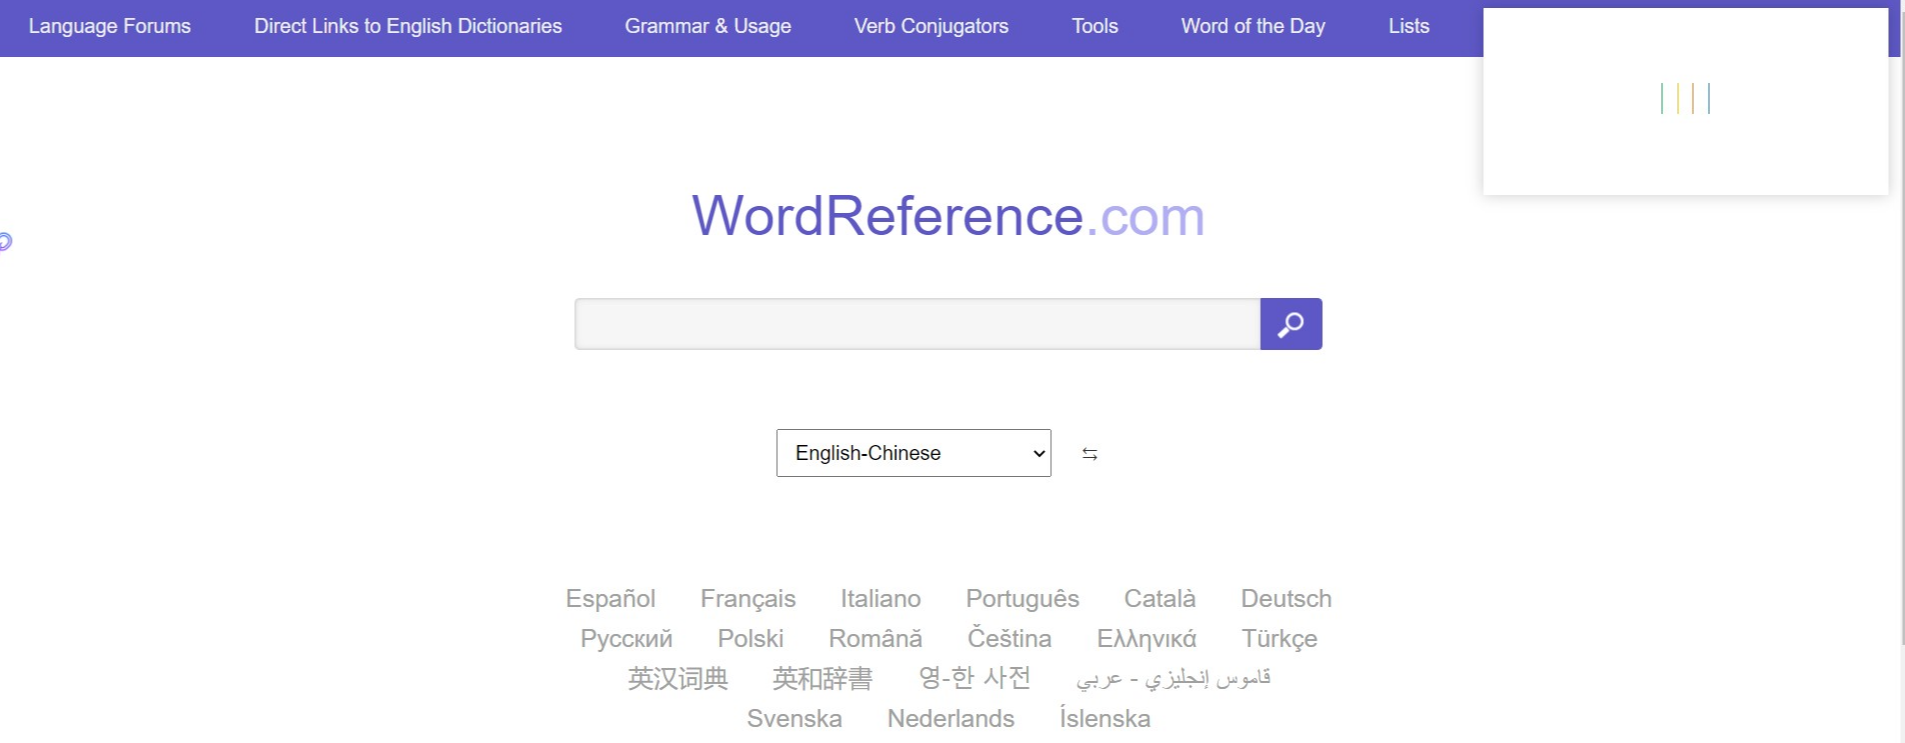 Language Forums Direct Links to English Dictionaries Grammar & Usage Verb Conjugators Tools Word of the Day Lists
WordReference.com
English-Chinese
Español Français Italiano Português Català Deutsch
Русский Polski Română Čeština Ελληνικά Türkçe
英汉词典 英和辞書 영-한 사전 قاموس إنجليزي - عربي
Svenska Nederlands Íslenska